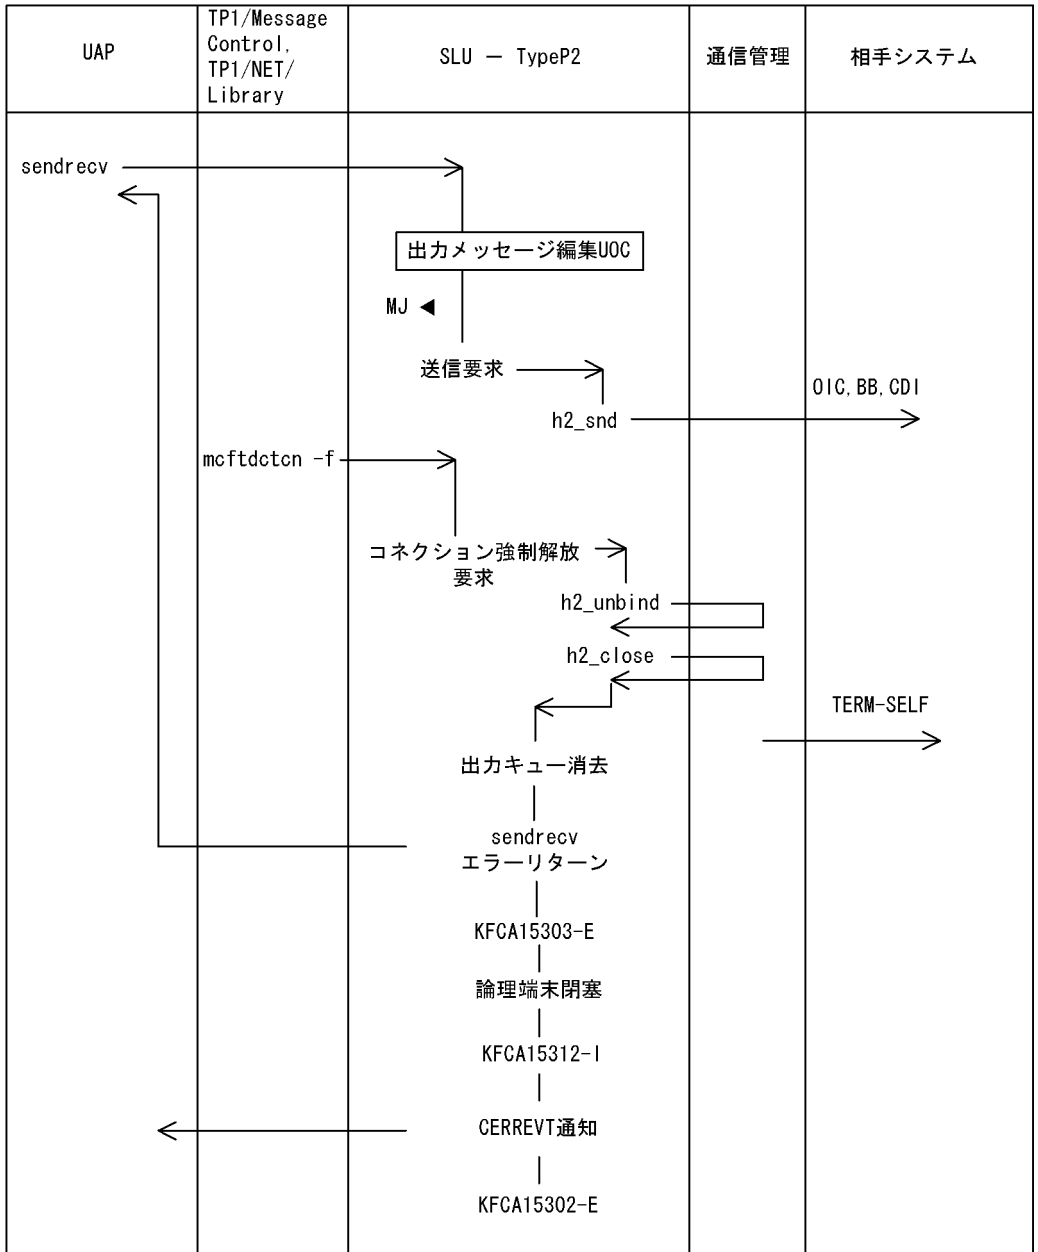 UAP
TP1/Message
Control,
TP1/NET/
Library
SLU － TypeP2
通信管理
相手システム
sendrecv
出力メッセージ編集UOC
MJ
送信要求
OIC,BB,CDI
h2_snd
mcftdctcn -f
コネクション強制解放
要求
h2_unbind
h2_close
TERM-SELF
出力キュー消去
sendrecv
エラーリターン
KFCA15303-E
論理端末閉塞
KFCA15312-I
CERREVT通知
KFCA15302-E